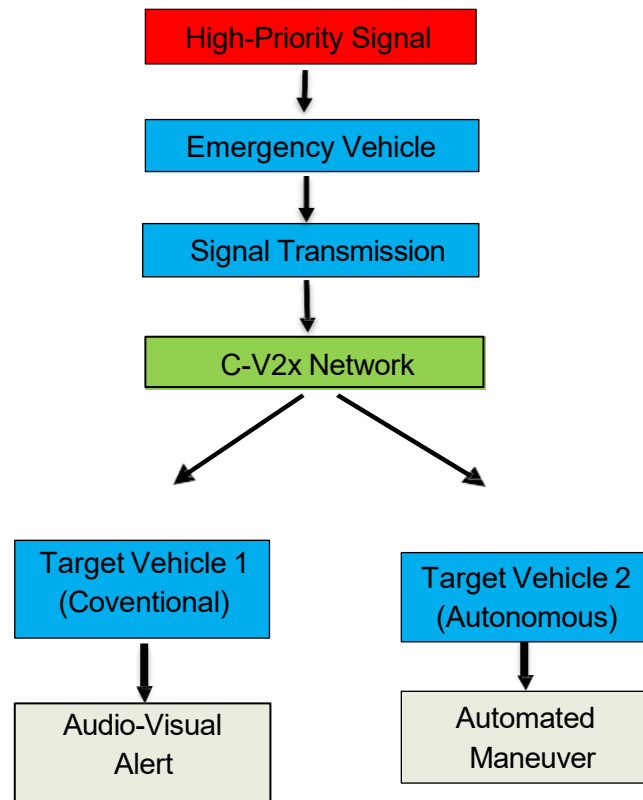 High-Priority Signal
Emergency Vehicle
Signal Transmission
C-V2x Network
Target Vehicle 1
(Coventional)
Target Vehicle 2
(Autonomous)
Audio-Visual
Alert
Automated
Maneuver